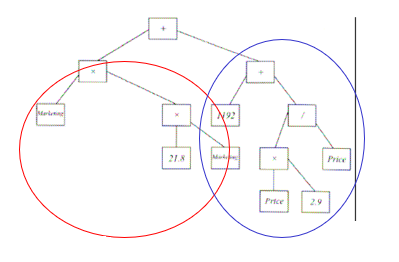 +
× +
Marketing × 1192 /
21.8 Marketing × Price
Price 2.9